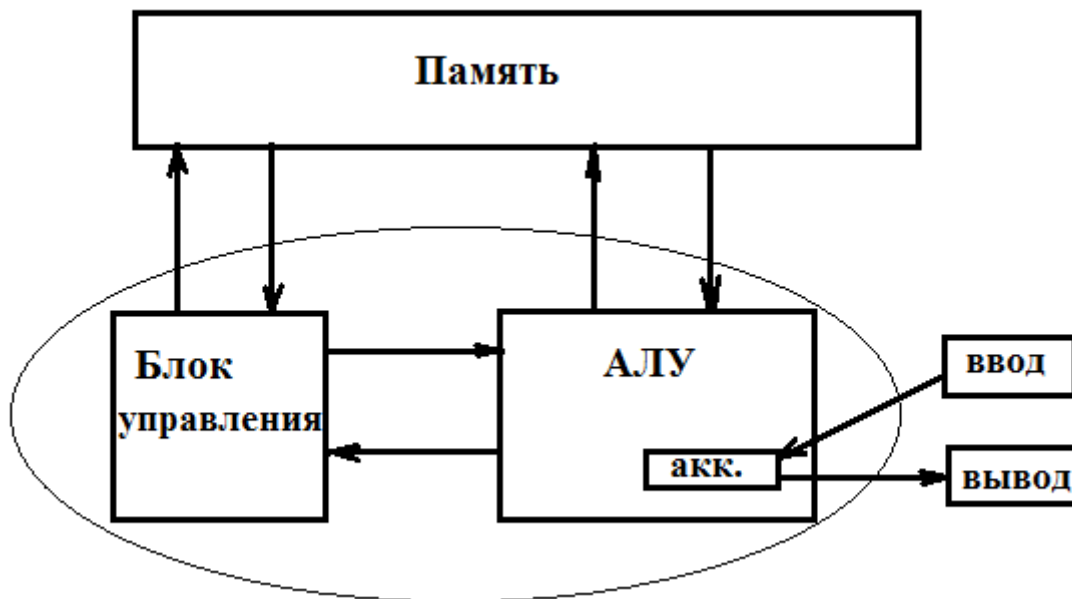 Память
Блок
управления
АЛУ
акк.
ввод
вывод